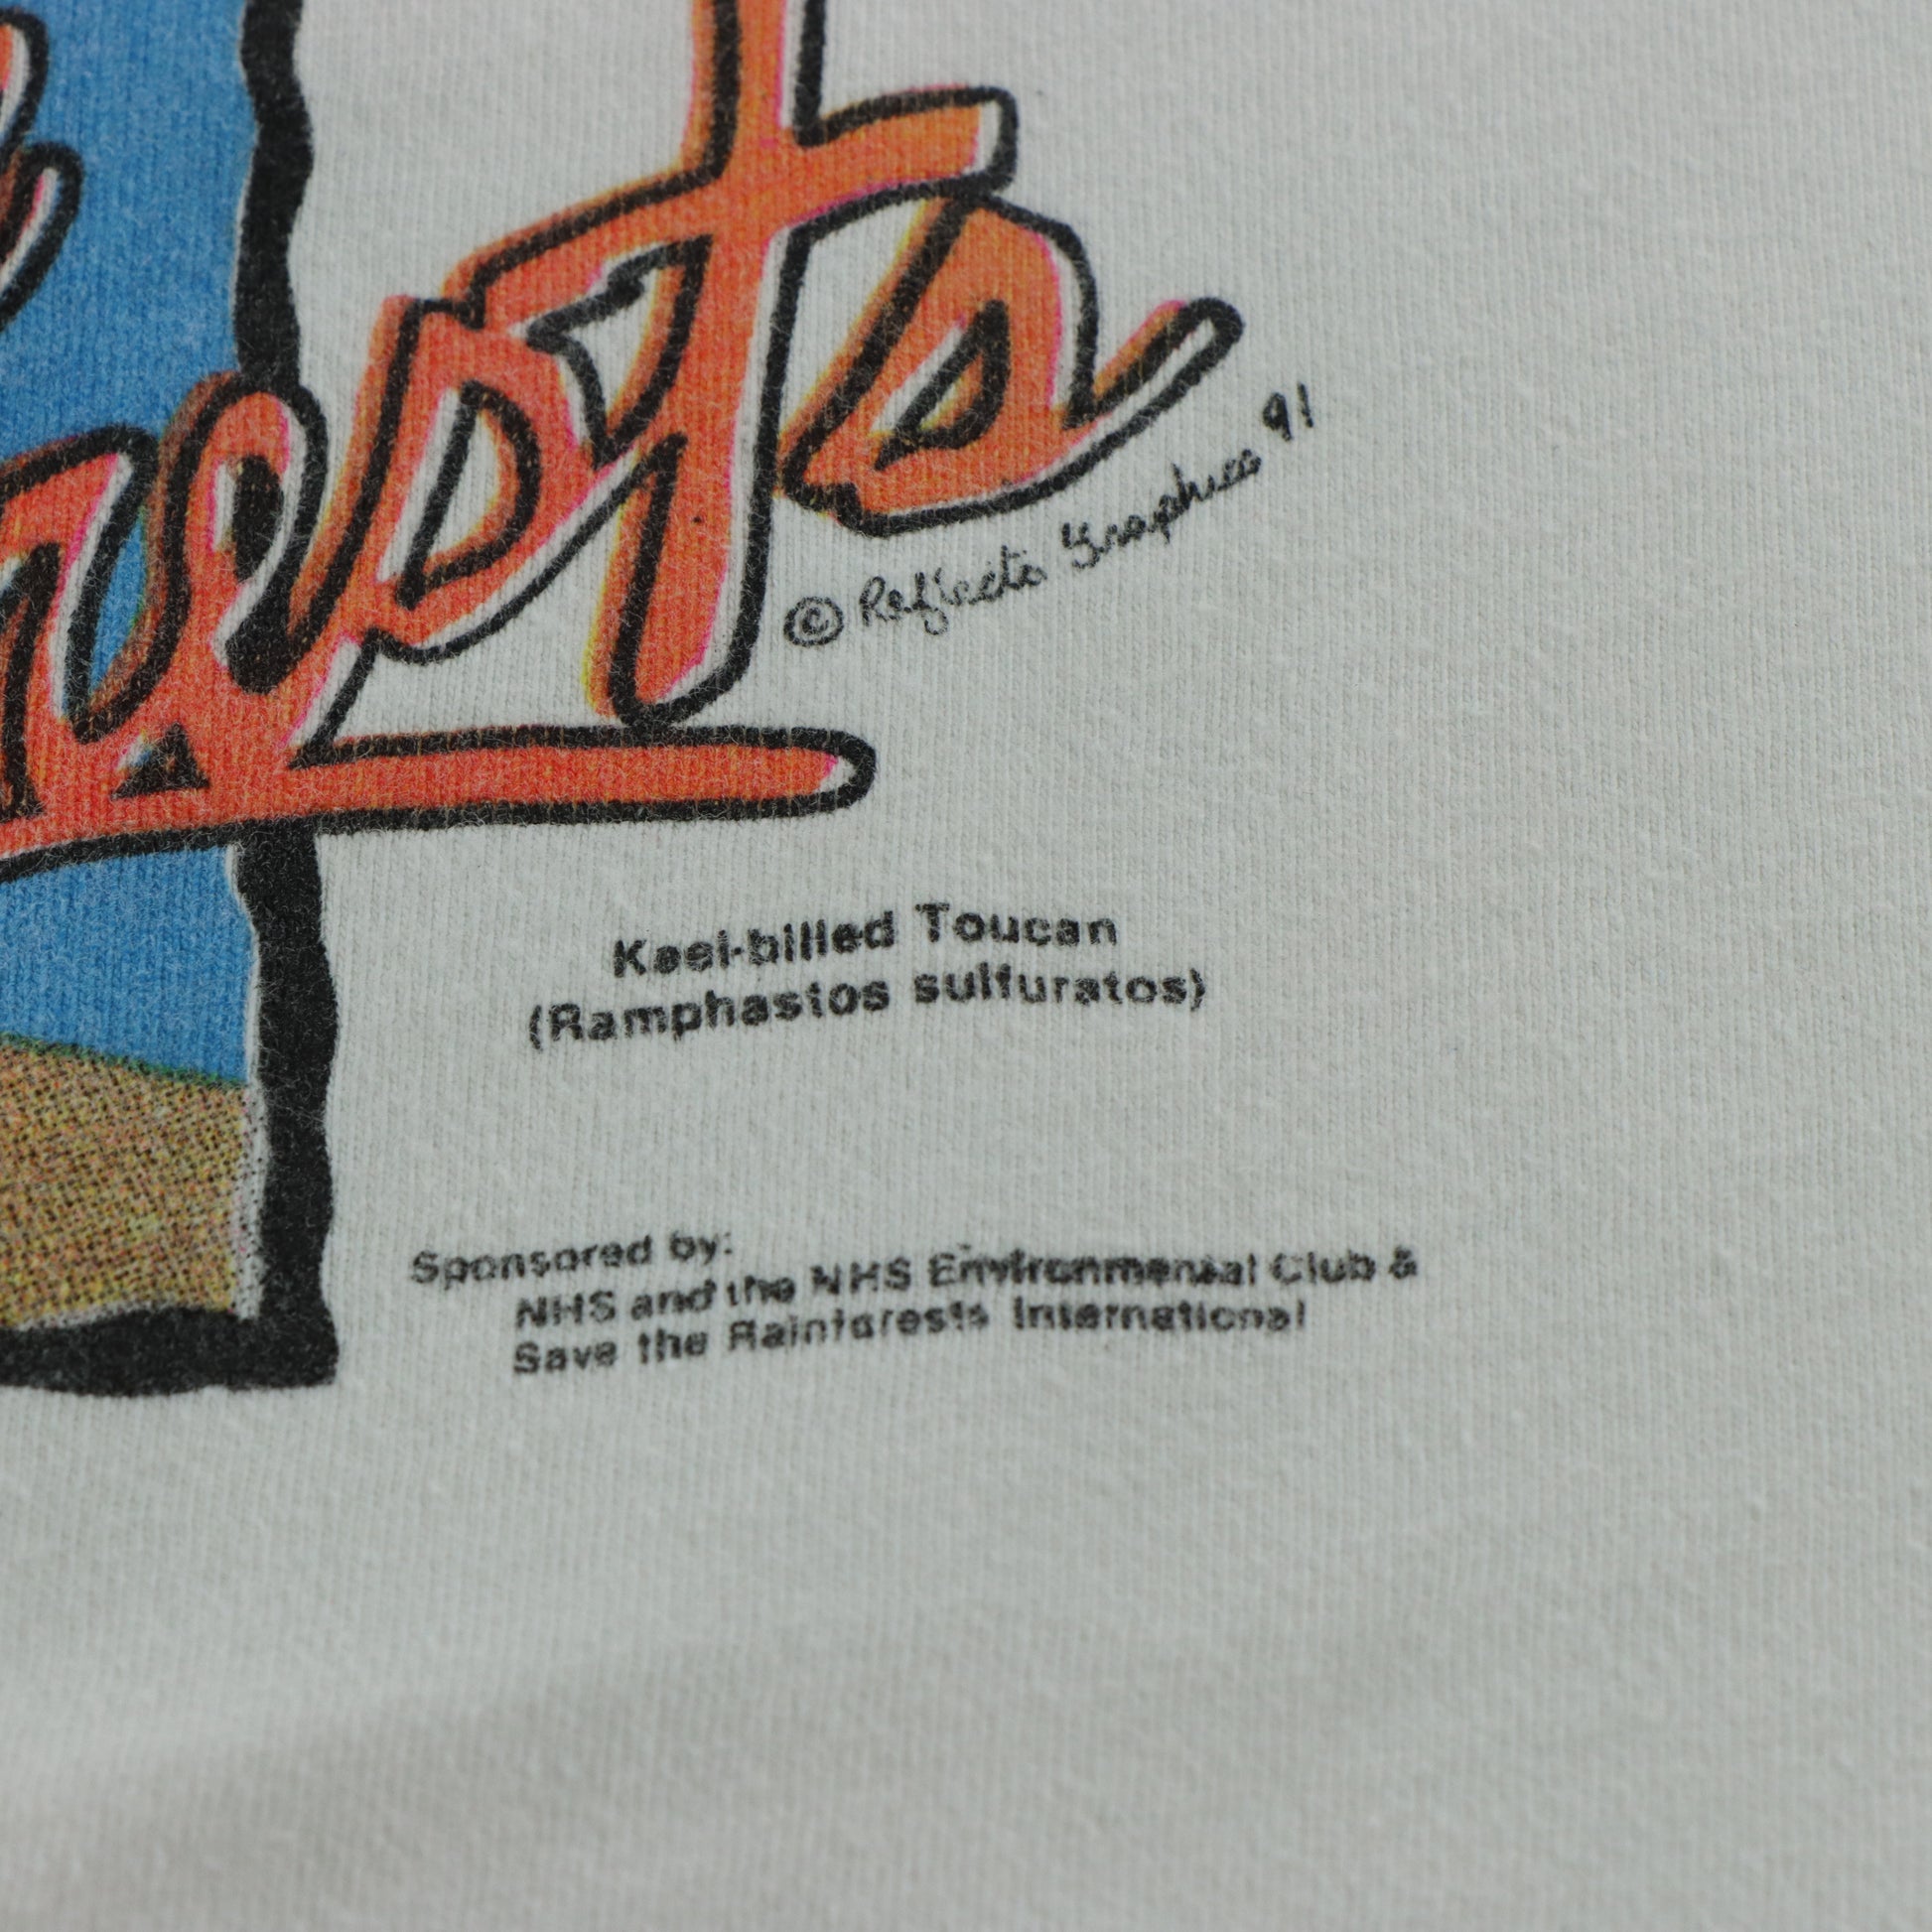 © Reflecto Graphics 91
Keel-billed Toucan
(Ramphastos sulfuratos)
Sponsored by:
NHS and the NHS Environmental Club &
Save the Rainforests International